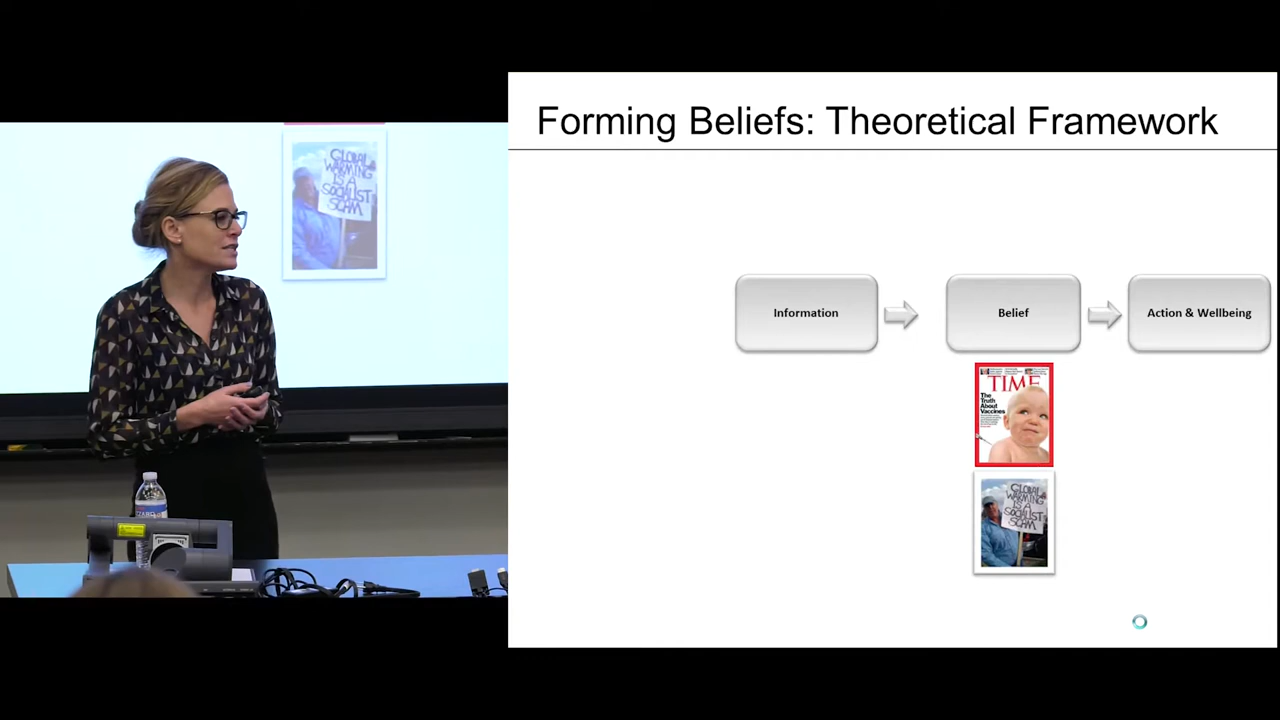 GLOBAL
WARMING
IS A
SOCIALIST
SCAM
Forming Beliefs: Theoretical Framework
Information
Belief
Action & Wellbeing
TIME
The
Truth
About
Vaccines
GLOBAL
WARMING
IS A
SOCIALIST
SCAM